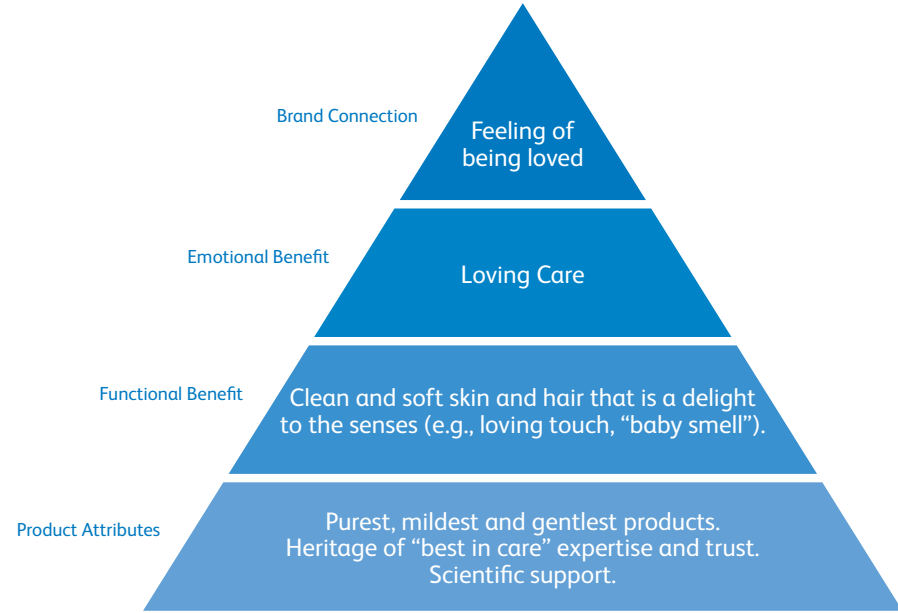 Brand Connection
Feeling of
being loved
Emotional Benefit
Loving Care
Functional Benefit
Clean and soft skin and hair that is a delight
to the senses (e.g., loving touch, “baby smell”).
Product Attributes
Purest, mildest and gentlest products.
Heritage of “best in care” expertise and trust.
Scientific support.